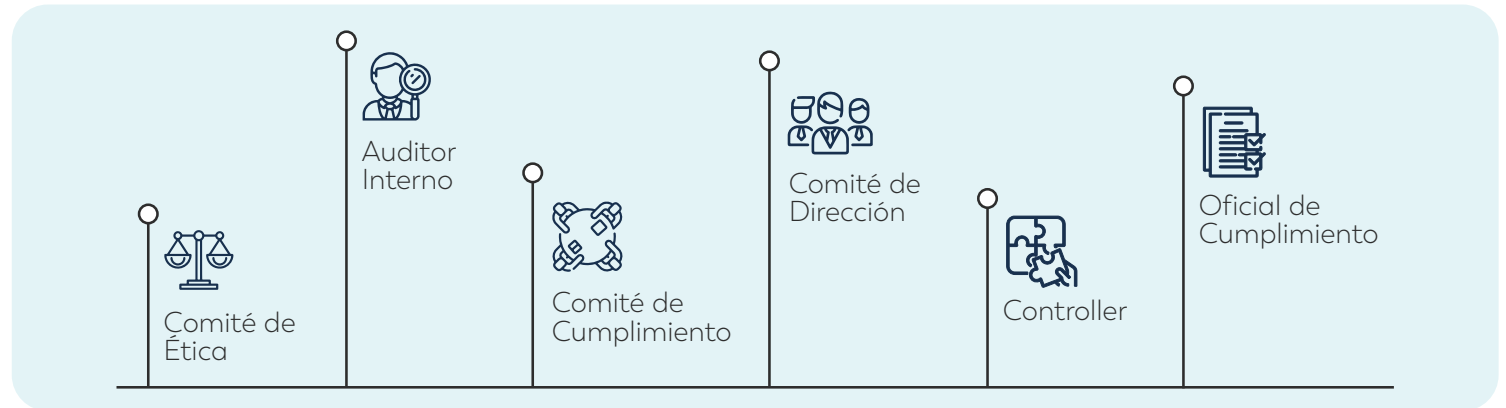 Comité de
Ética
Auditor
Interno
Comité de
Cumplimiento
Comité de
Dirección
Controller
Oficial de
Cumplimiento